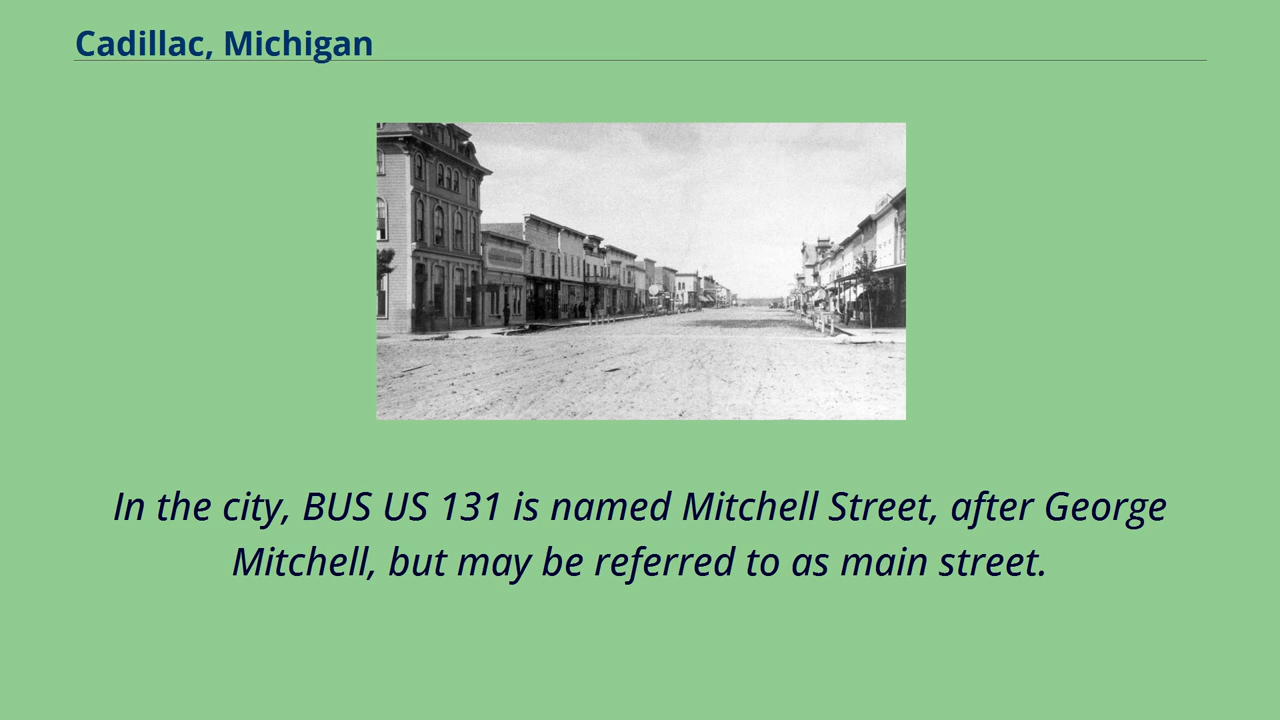 Cadillac, Michigan
In the city, BUS US 131 is named Mitchell Street, after George
Mitchell, but may be referred to as main street.